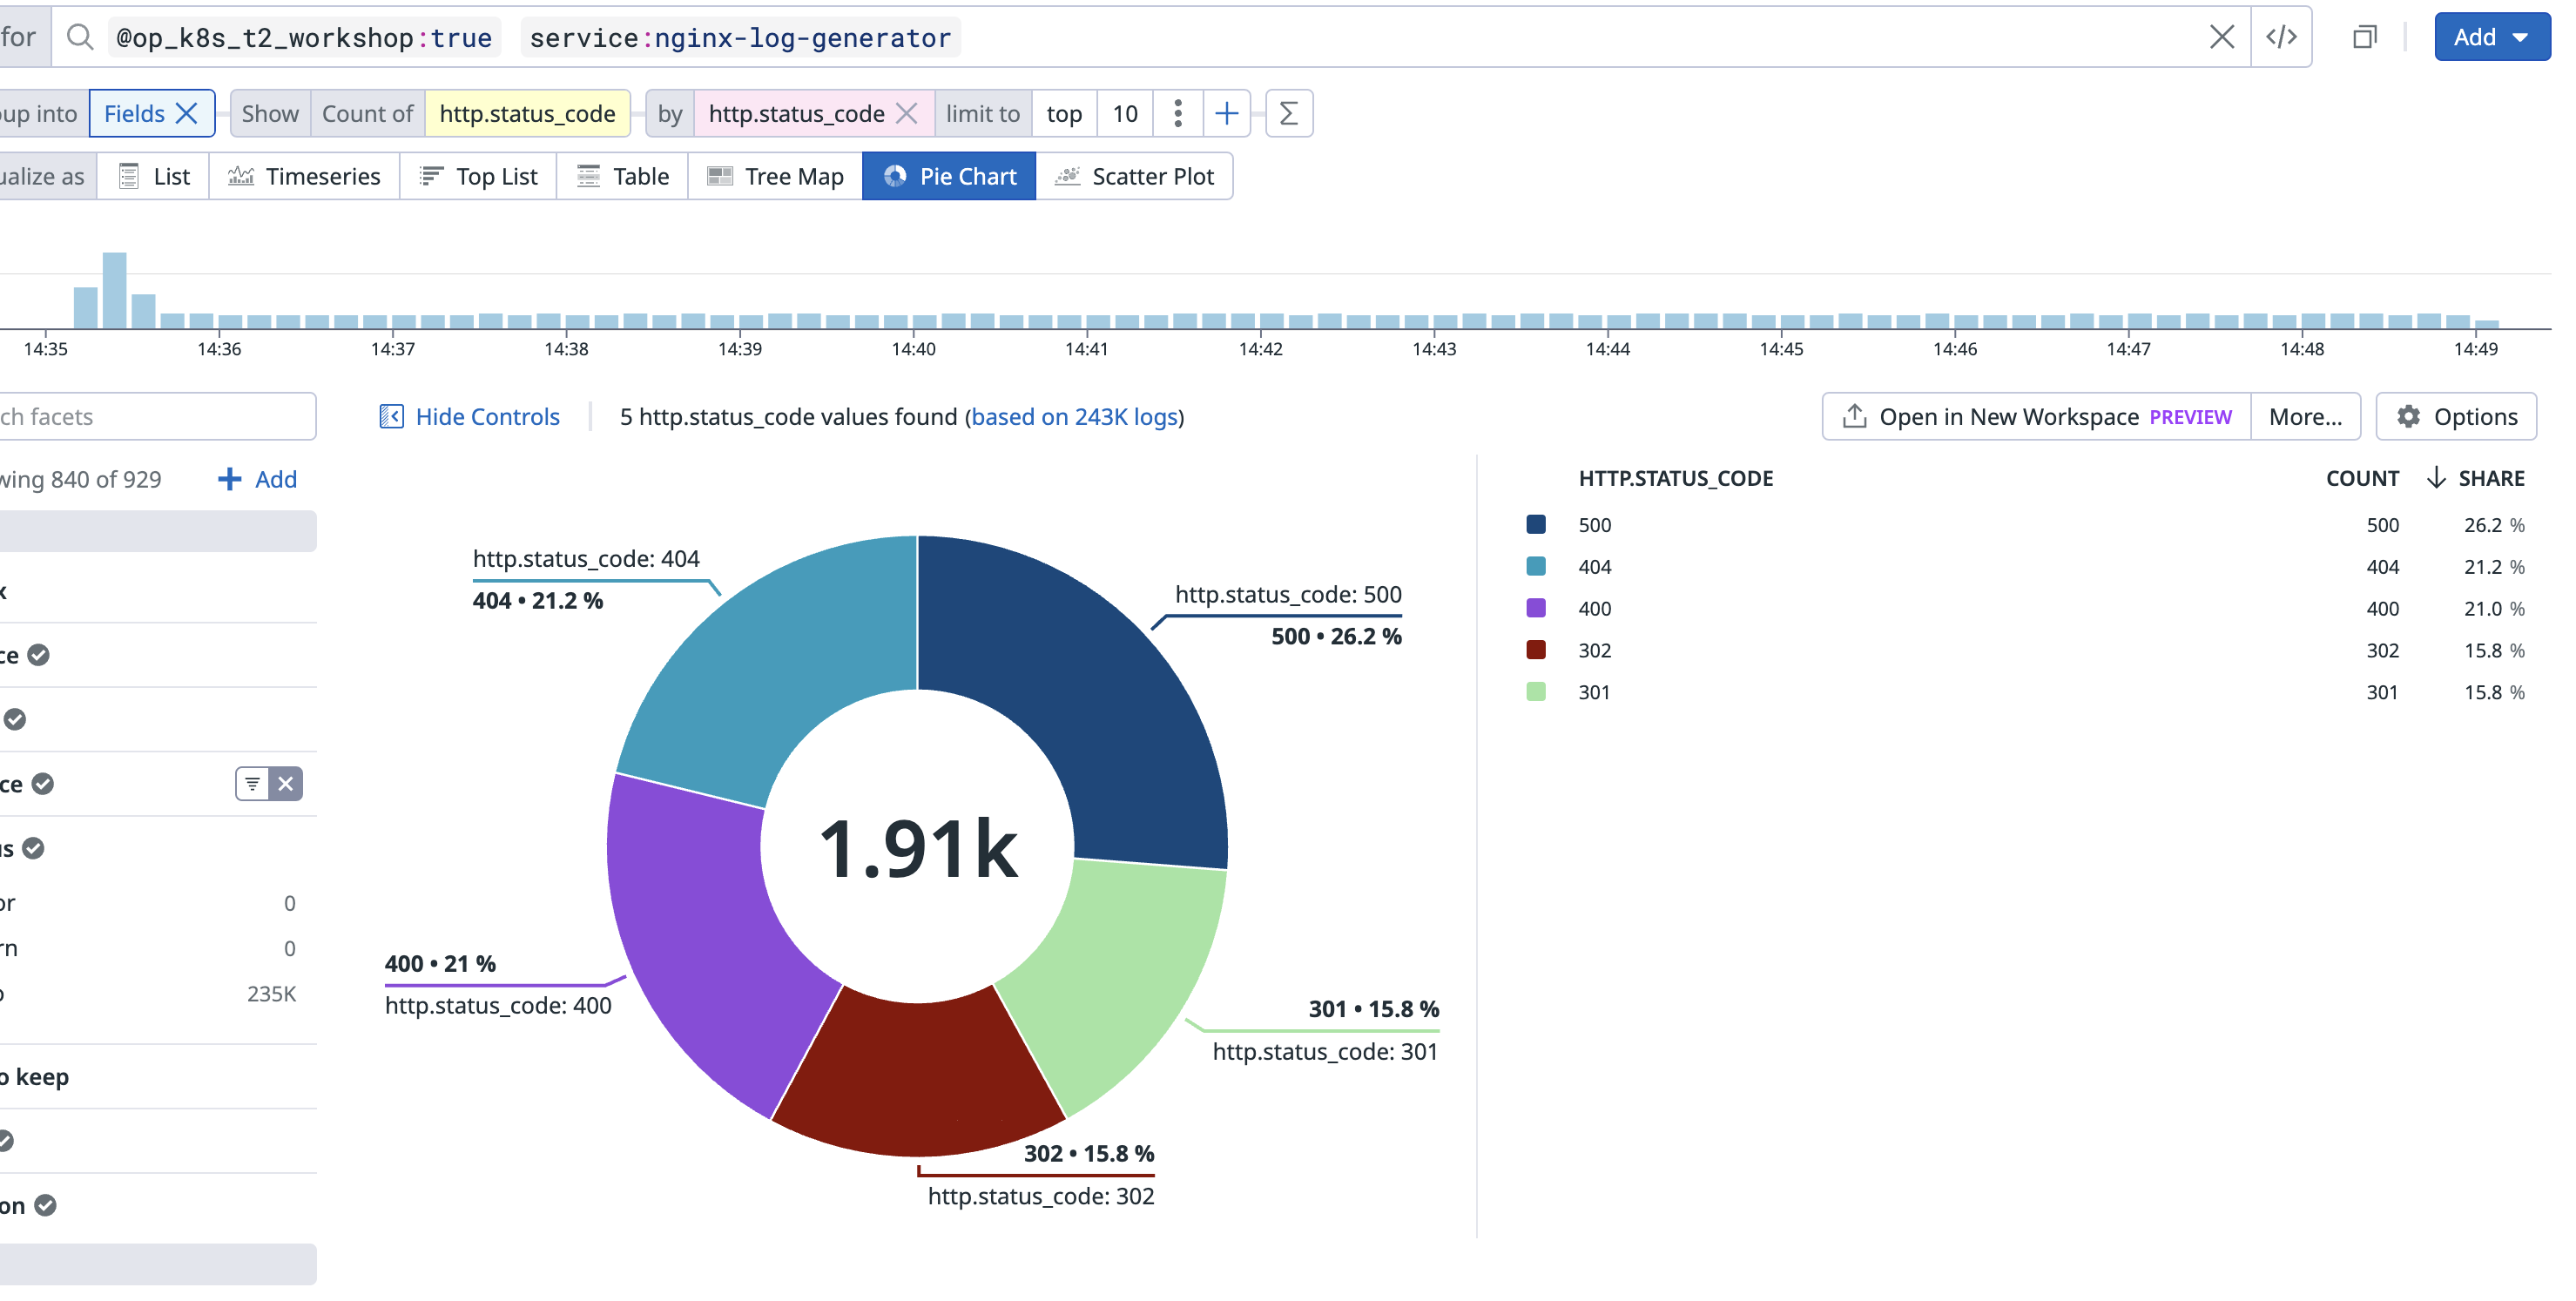 for @op_k8s_t2_workshop:true service:nginx-log-generator Add
oup into Fields Show Count of http.status_code by http.status_code limit to top 10
ualize as List Timeseries Top List Table Tree Map Pie Chart Scatter Plot
14:35 14:36 14:37 14:38 14:39 14:40 14:41 14:42 14:43 14:44 14:45 14:46 14:47 14:48 14:49
ch facets
Hide Controls 5 http.status_code values found (based on 243K logs) Open in New Workspace PREVIEW More... Options
wing 840 of 929 Add
x
ce
ce
us
or 0
rn 0
o 235K
o keep
on
http.status_code: 404
404 • 21.2 %
http.status_code: 500
500 • 26.2 %
1.91k
400 • 21 %
http.status_code: 400
301 • 15.8 %
http.status_code: 301
302 • 15.8 %
http.status_code: 302
HTTP.STATUS_CODE COUNT SHARE
500 500 26.2 %
404 404 21.2 %
400 400 21.0 %
302 302 15.8 %
301 301 15.8 %